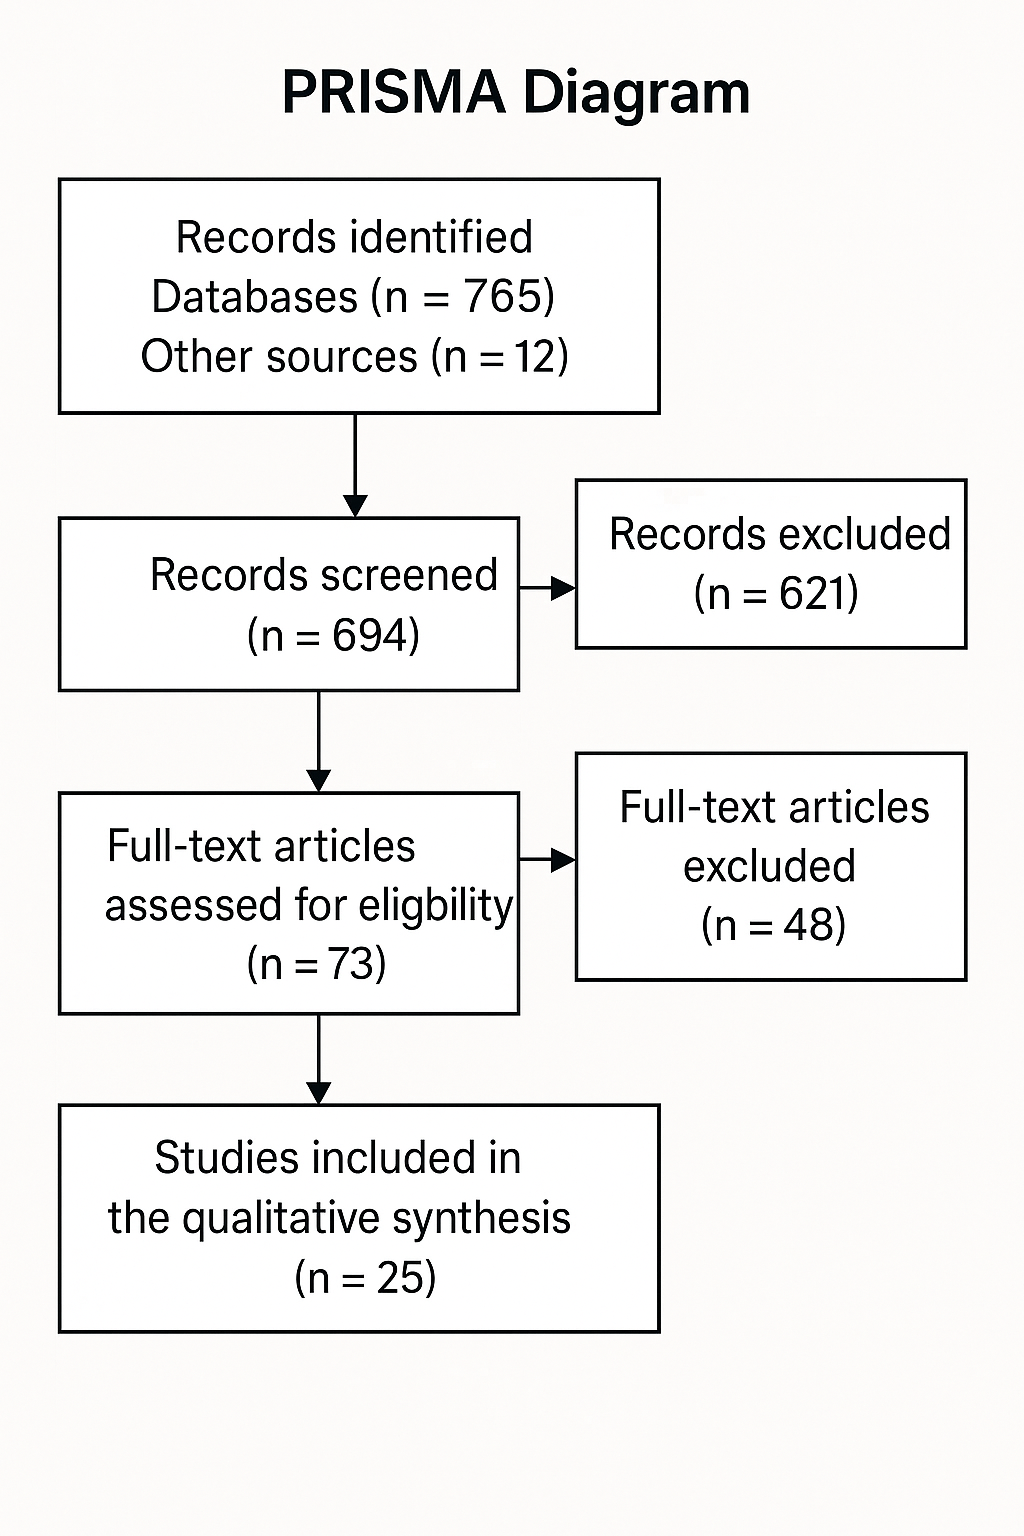 PRISMA Diagram
Records identified
Databases (n = 765)
Other sources (n = 12)
Records screened
(n = 694)
Records excluded
(n = 621)
Full-text articles
assessed for eligbility
(n = 73)
Full-text articles
excluded
(n = 48)
Studies included in
the qualitative synthesis
(n = 25)